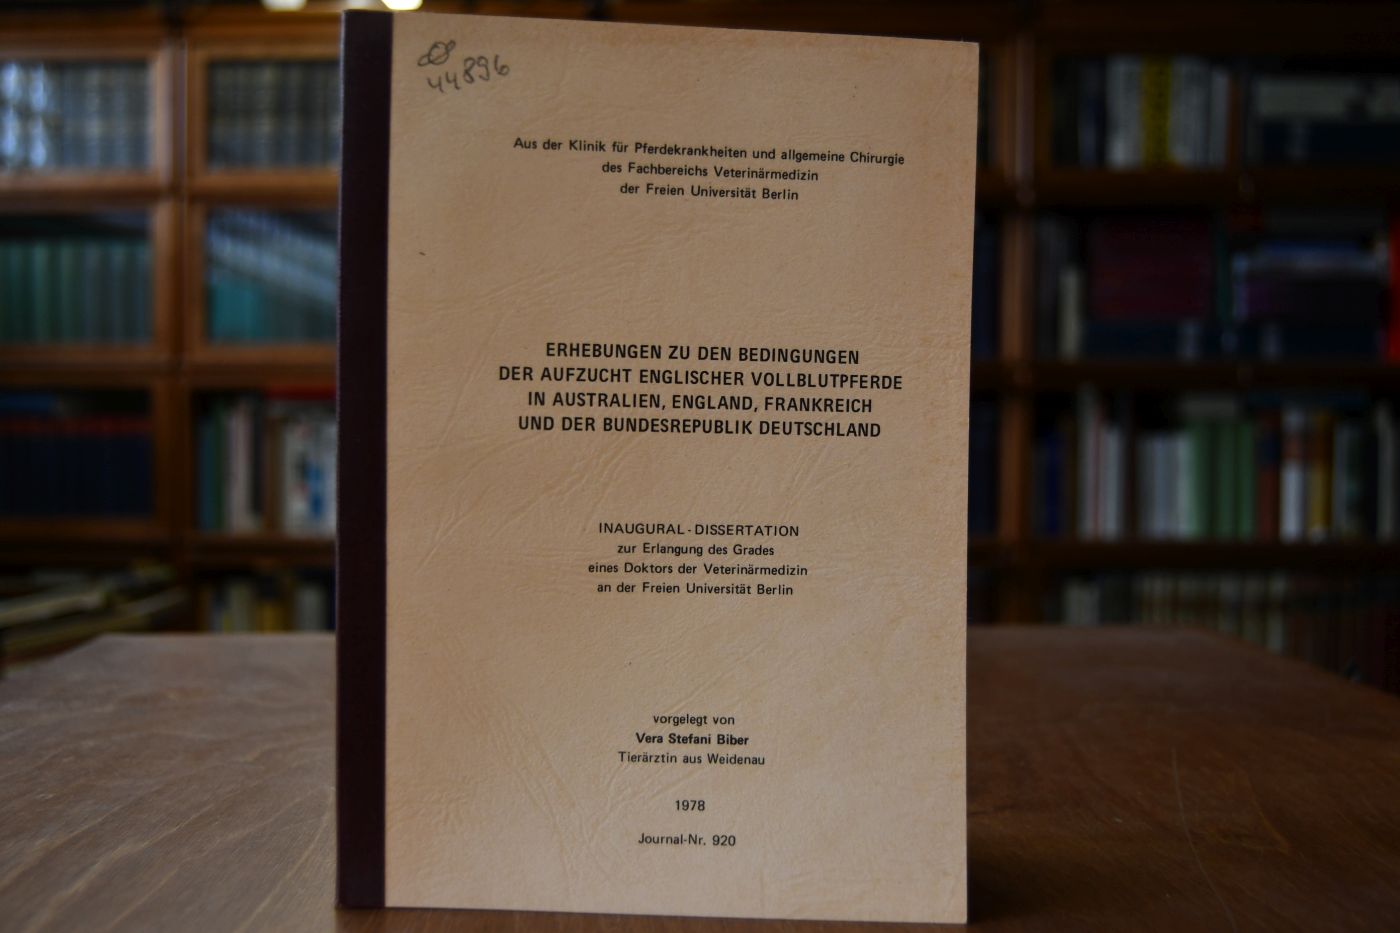 44896
Aus der Klinik für Pferdekrankheiten und allgemeine Chirurgie
des Fachbereichs Veterinärmedizin
der Freien Universität Berlin
ERHEBUNGEN ZU DEN BEDINGUNGEN
DER AUFZUCHT ENGLISCHER VOLLBLUTPFERDE
IN AUSTRALIEN, ENGLAND, FRANKREICH
UND DER BUNDESREPUBLIK DEUTSCHLAND
INAUGURAL-DISSERTATION
zur Erlangung des Grades
eines Doktors der Veterinärmedizin
an der Freien Universität Berlin
vorgelegt von
Vera Stefani Biber
Tierärztin aus Weidenau
1978
Journal-Nr. 920